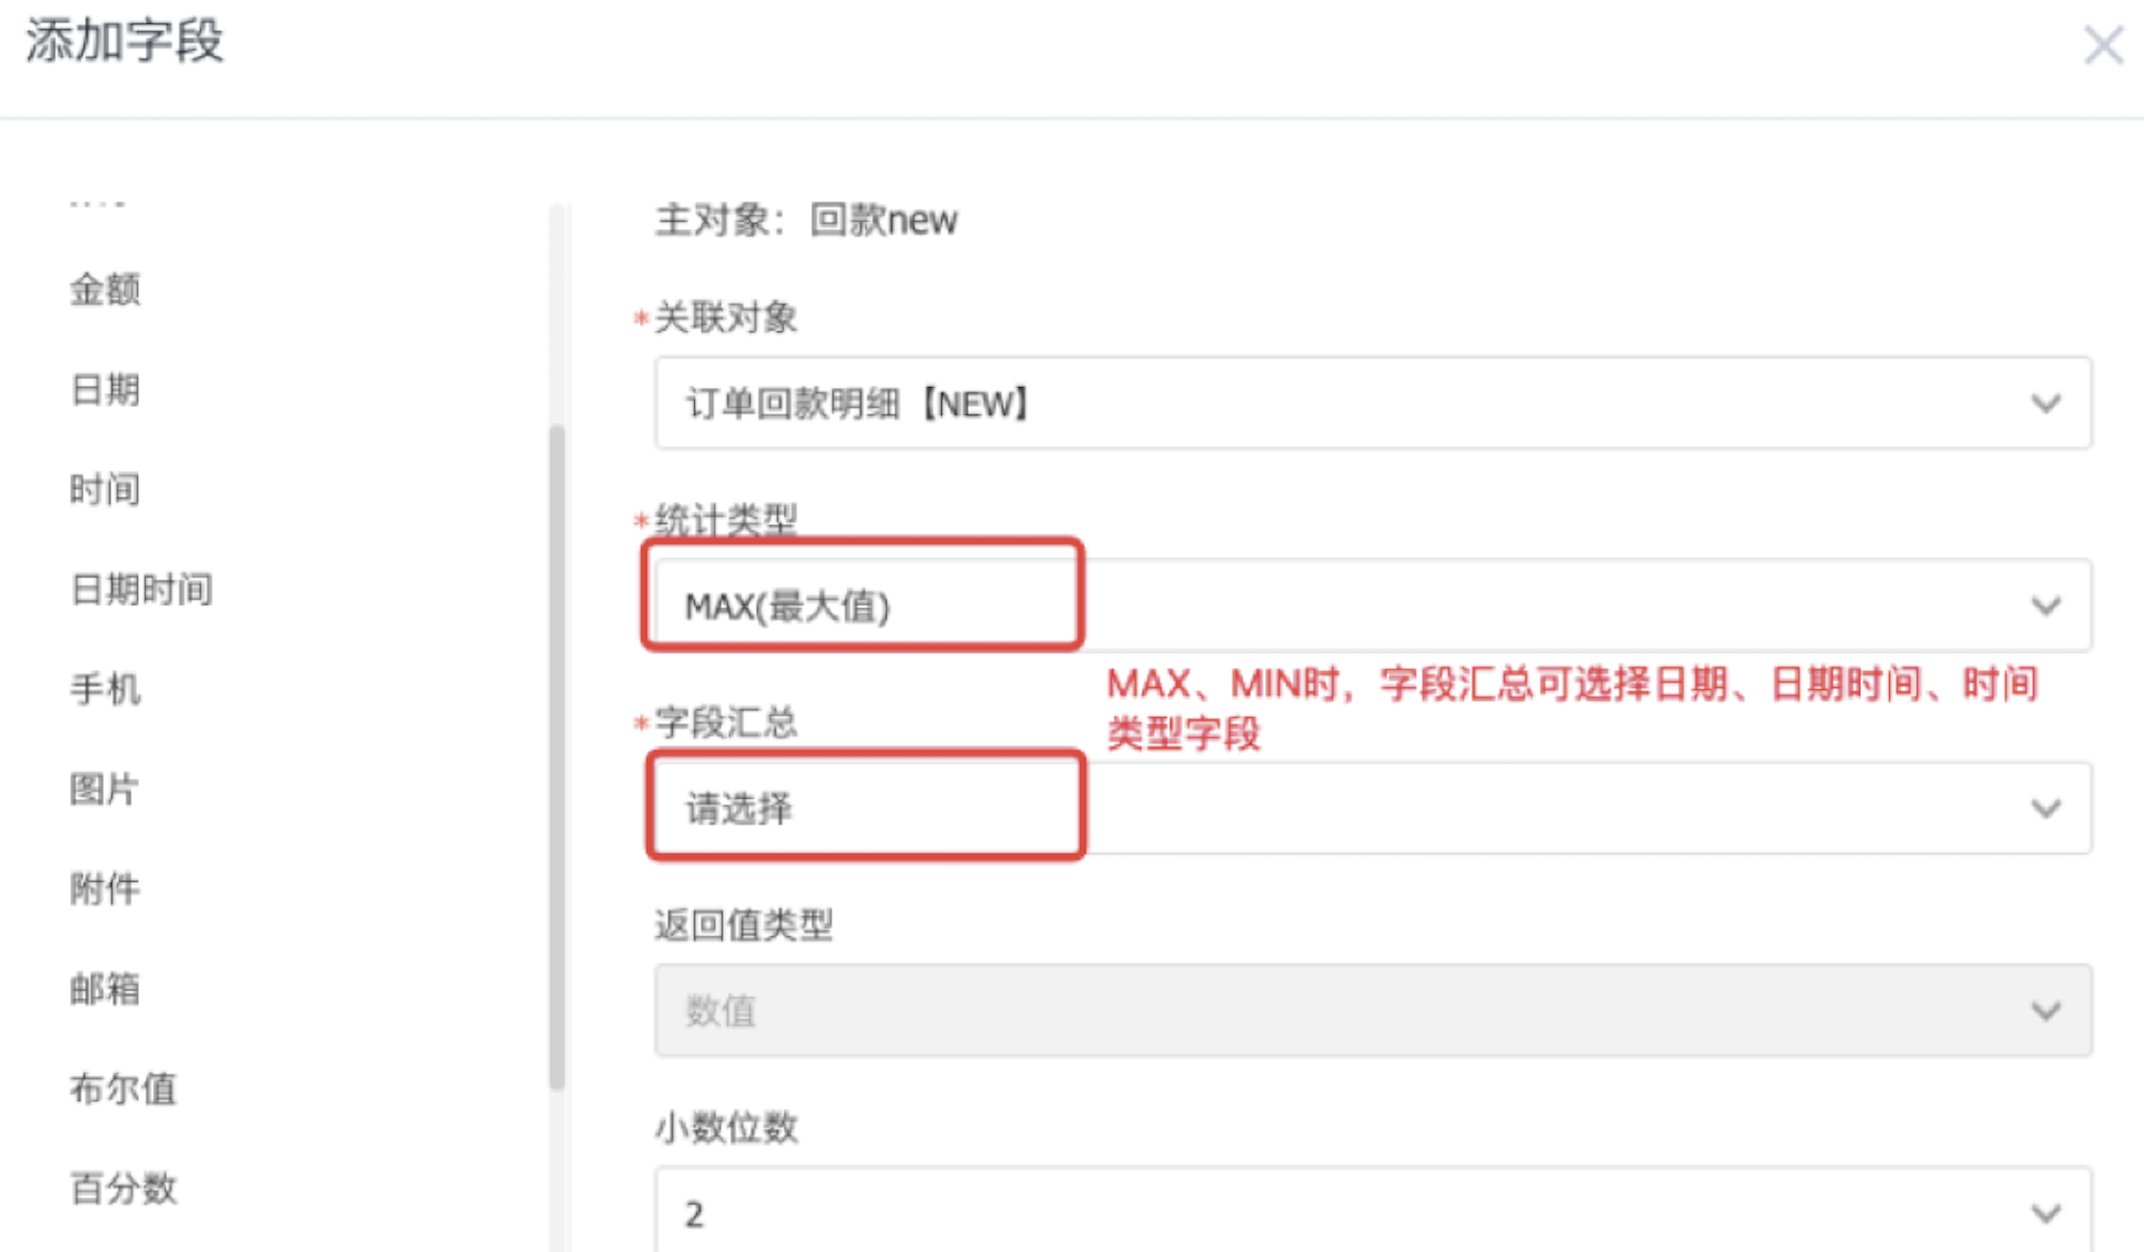 添加字段
金额
日期
时间
日期时间
手机
图片
附件
邮箱
布尔值
百分数
主对象：回款new
*关联对象
订单回款明细【NEW】
*统计类型
MAX(最大值)
MAX、MIN时，字段汇总可选择日期、日期时间、时间
类型字段
*字段汇总
请选择
返回值类型
数值
小数位数
2